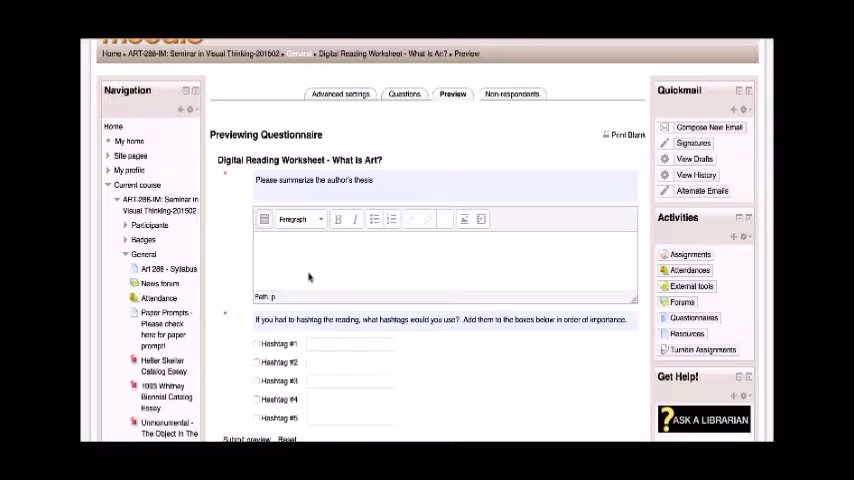 moodle
Home ▸ ART-288-IM: Seminar in Visual Thinking-201502 ▸ General ▸ Digital Reading Worksheet - What Is Art? ▸ Preview
Navigation
Home
My home
Site pages
My profile
Current course
ART-288-IM: Seminar in
Visual Thinking-201502
Participants
Badges
General
Art 288 - Syllabus
News forum
Attendance
Paper Prompts -
Please check
here for paper
prompt!
Helter Skelter
Catalog Essay
1993 Whitney
Biennial Catalog
Essay
Unmonumental -
The Object In The
Advanced settings
Questions
Preview
Non-respondents
Previewing Questionnaire
Print Blank
Digital Reading Worksheet - What Is Art?
* Please summarize the author's thesis
Paragraph
B I
Path: p
* If you had to hashtag the reading, what hashtags would you use? Add them to the boxes below in order of importance.
Hashtag #1
Hashtag #2
Hashtag #3
Hashtag #4
Hashtag #5
Submit preview Reset
Quickmail
Compose New Email
Signatures
View Drafts
View History
Alternate Emails
Activities
Assignments
Attendances
External tools
Forums
Questionnaires
Resources
Turnitin Assignments
Get Help!
? ASK A LIBRARIAN